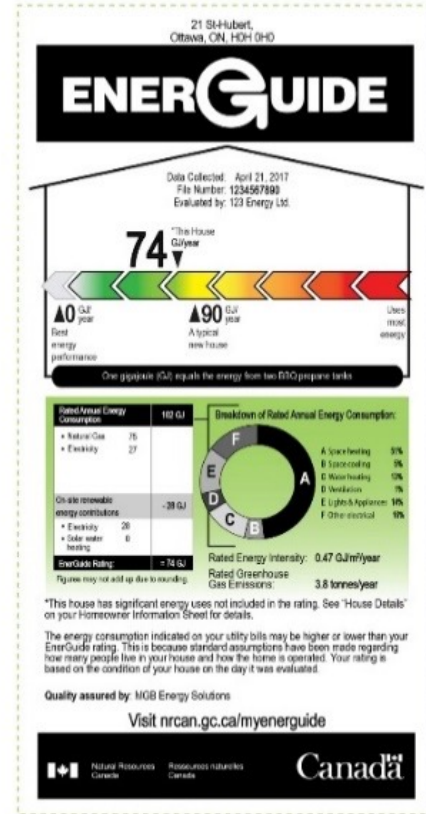 21 St-Hubert,
Ottawa, ON, H0H 0H0
ENERGUIDE
Data Collected: April 21, 2017
File Number: 1234567890
Evaluated by: 123 Energy Ltd.
*This House
74 GJ/year
0 GJ/
year
Best
energy
performance
90 GJ/
year
A typical
new house
Uses
most
energy
One gigajoule (GJ) equals the energy from two BBQ propane tanks
Rated Annual Energy
Consumption 102 GJ
• Natural Gas 75
• Electricity 27
On-site renewable
energy contributions
• Electricity 28
• Solar water
heating 0
EnerGuide Rating: = 74 GJ
Figures may not add up due to rounding.
Breakdown of Rated Annual Energy Consumption:
F
E
D
C
B
A
A Space heating
B Space cooling 5%
C Water heating 13%
D Ventilation
E Lights & Appliances 14%
F Other electrical
Rated Energy Intensity: 0.47 GJ/m²/year
Rated Greenhouse
Gas Emissions: 3.8 tonnes/year
*This house has significant energy uses not included in the rating. See "House Details"
on your Homeowner Information Sheet for details.
The energy consumption indicated on your utility bills may be higher or lower than your
EnerGuide rating. This is because standard assumptions have been made regarding
how many people live in your house and how the home is operated. Your rating is
based on the condition of your house on the day it was evaluated.
Quality assured by: MGB Energy Solutions
Visit nrcan.gc.ca/myenerguide
Natural Resources
Canada
Ressources naturelles
Canada
Canada